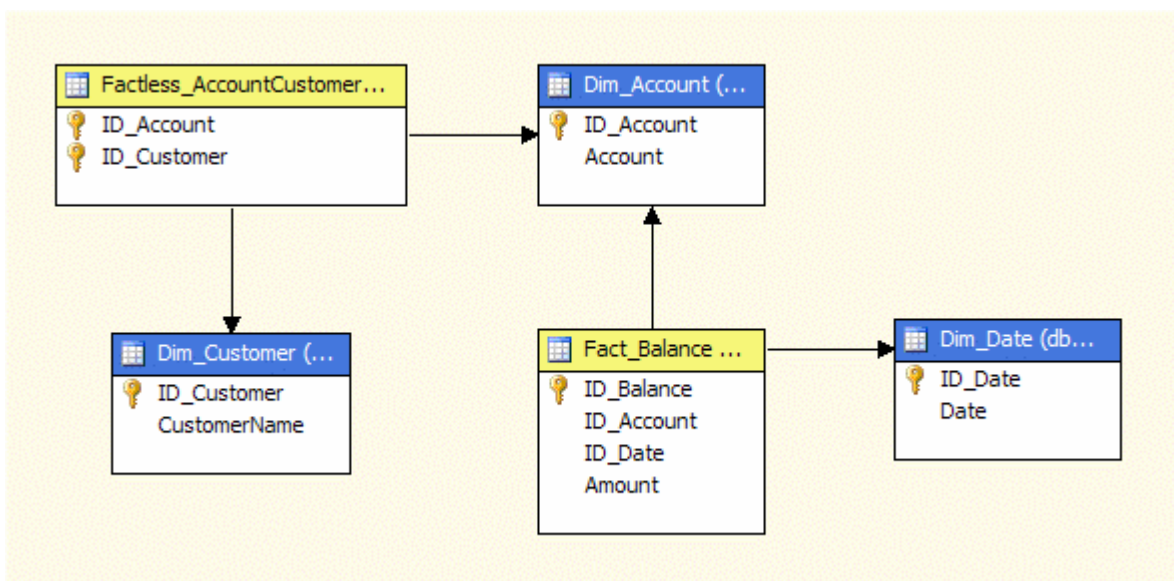 Factless_AccountCustomer...
ID_Account
ID_Customer
Dim_Account (...
ID_Account
Account
Dim_Customer (...
ID_Customer
CustomerName
Fact_Balance ...
ID_Balance
ID_Account
ID_Date
Amount
Dim_Date (db...
ID_Date
Date